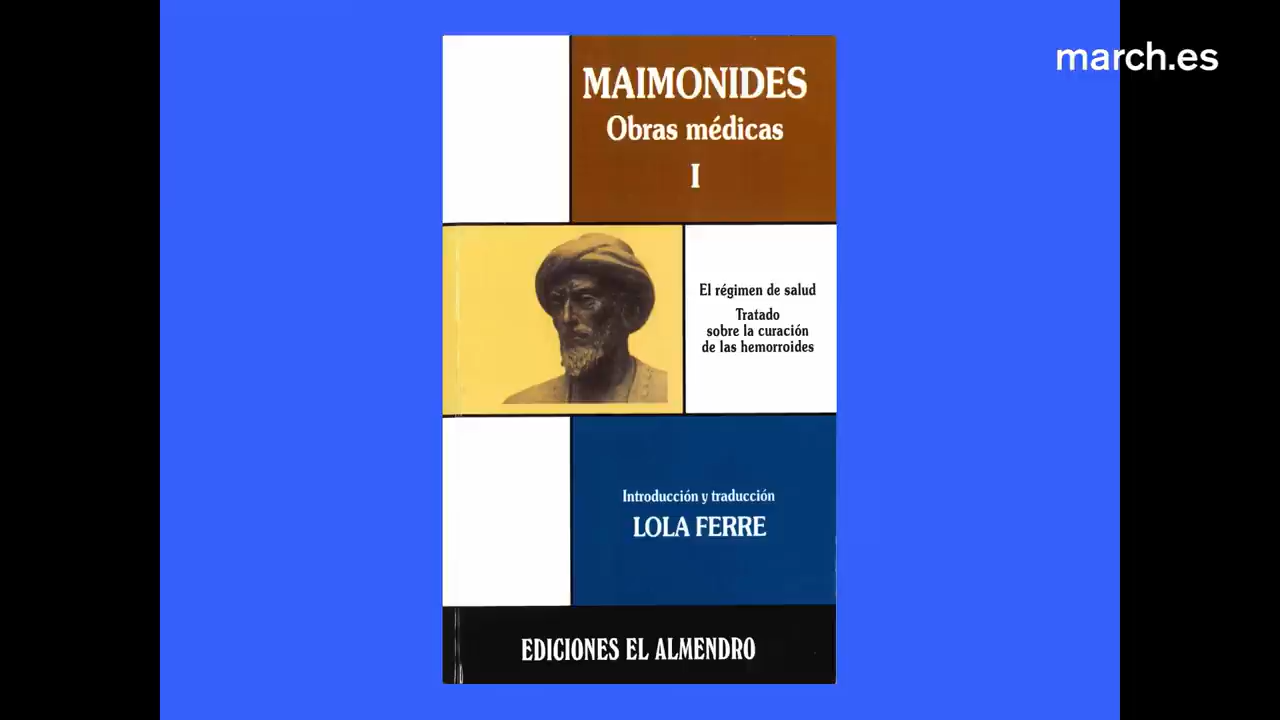 march.es
MAIMONIDES
Obras médicas
I
El régimen de salud
Tratado
sobre la curación
de las hemorroides
Introducción y traducción
LOLA FERRE
EDICIONES EL ALMENDRO